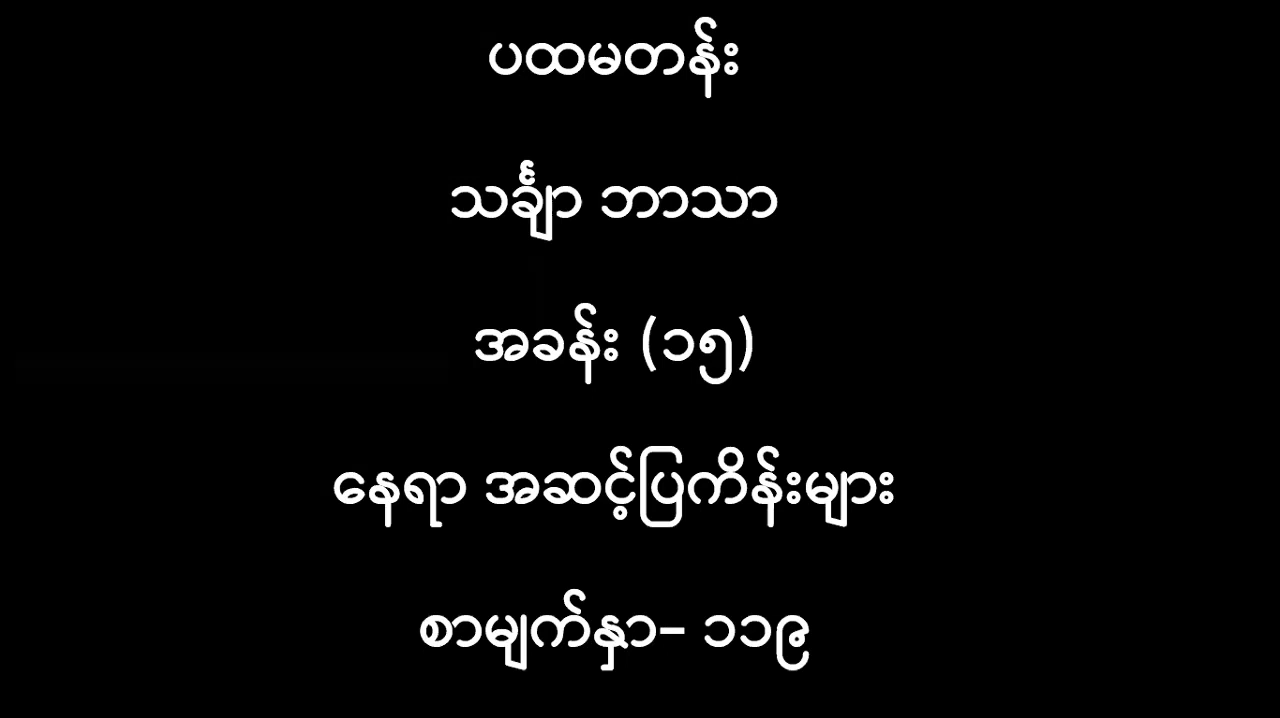 ပထမတန်း
သင်္ချာ ဘာသာ
အခန်း (၁၅)
နေရာ အဆင့်ပြကိန်းများ
စာမျက်နှာ- ၁၁၉